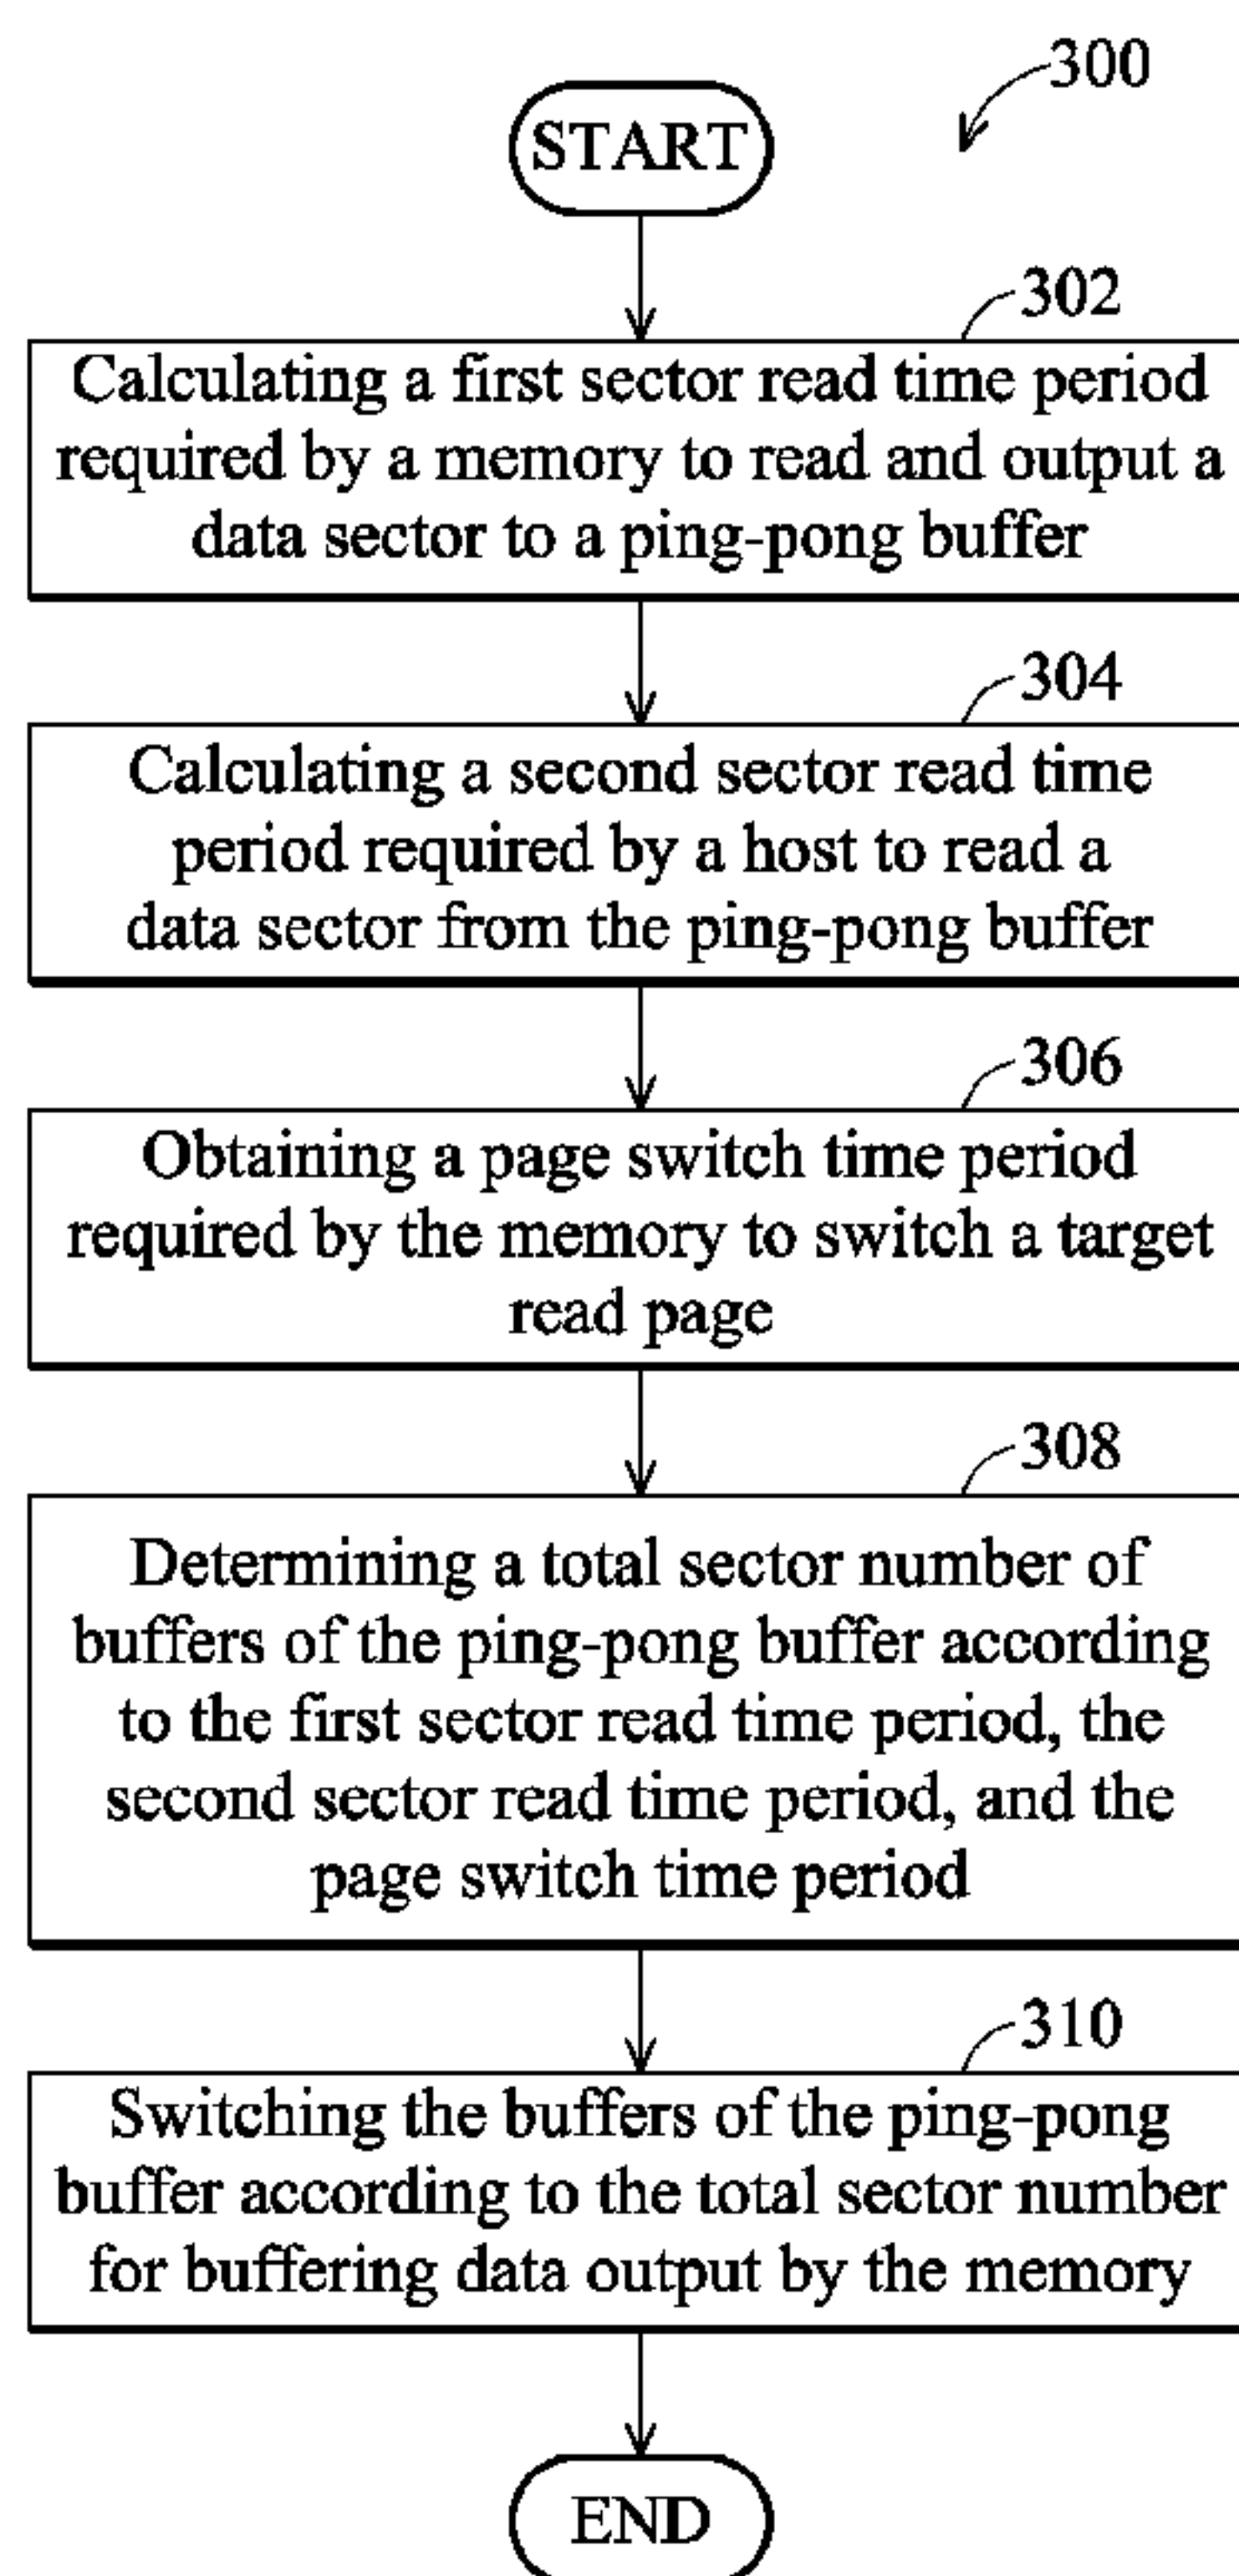 300
START
302
Calculating a first sector read time period
required by a memory to read and output a
data sector to a ping-pong buffer
304
Calculating a second sector read time
period required by a host to read a
data sector from the ping-pong buffer
306
Obtaining a page switch time period
required by the memory to switch a target
read page
308
Determining a total sector number of
buffers of the ping-pong buffer according
to the first sector read time period, the
second sector read time period, and the
page switch time period
310
Switching the buffers of the ping-pong
buffer according to the total sector number
for buffering data output by the memory
END